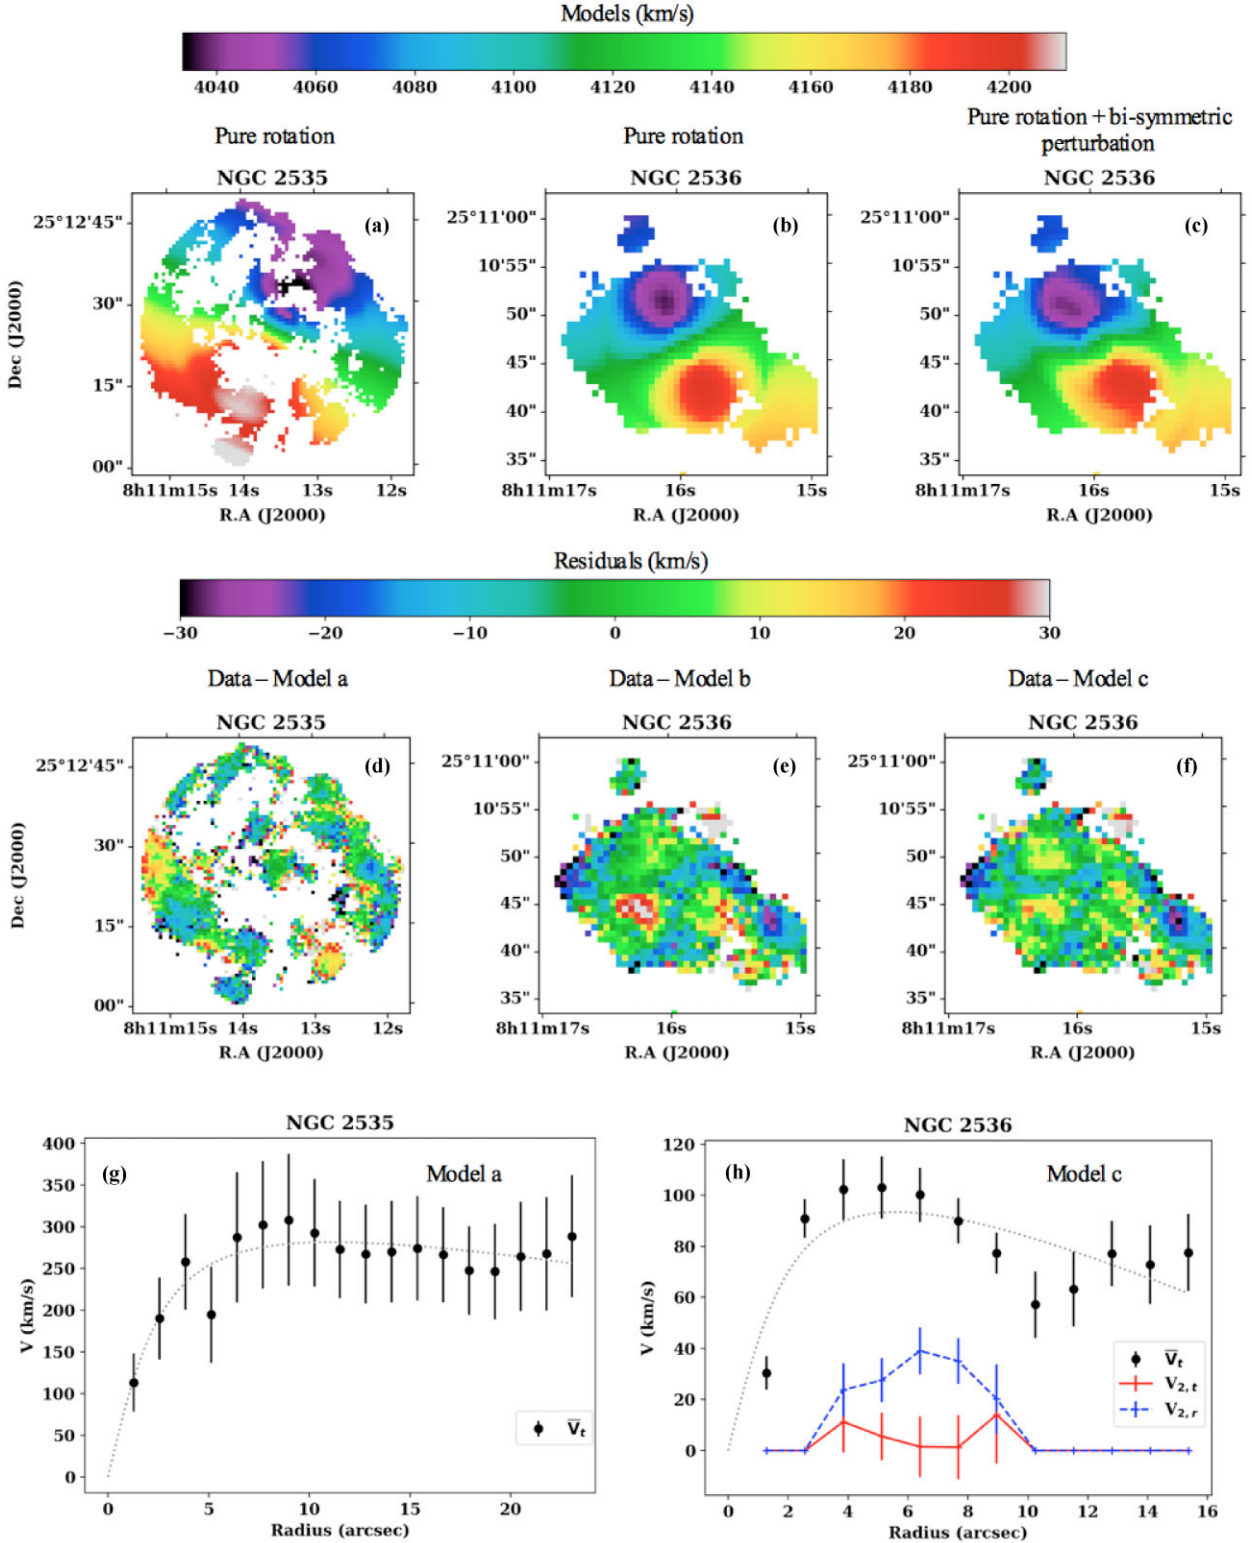 Models (km/s)
4040 4060 4080 4100 4120 4140 4160 4180 4200
Pure rotation
Pure rotation
Pure rotation + bi-symmetric
perturbation
NGC 2535
NGC 2536
NGC 2536
(a)
(b)
(c)
25°12'45"
30"
15"
00"
Dec (J2000)
8h11m15s 14s 13s 12s
R.A (J2000)
25°11'00"
10'55"
50"
45"
40"
35"
8h11m17s 16s 15s
R.A (J2000)
25°11'00"
10'55"
50"
45"
40"
35"
8h11m17s 16s 15s
R.A (J2000)
Residuals (km/s)
−30 −20 −10 0 10 20 30
Data – Model a
Data – Model b
Data – Model c
NGC 2535
NGC 2536
NGC 2536
(d)
(e)
(f)
25°12'45"
30"
15"
00"
Dec (J2000)
8h11m15s 14s 13s 12s
R.A (J2000)
25°11'00"
10'55"
50"
45"
40"
35"
8h11m17s 16s 15s
R.A (J2000)
25°11'00"
10'55"
50"
45"
40"
35"
8h11m17s 16s 15s
R.A (J2000)
NGC 2535
(g)
Model a
400
350
300
250
200
150
100
50
0
V (km/s)
V̅t
0 5 10 15 20
Radius (arcsec)
NGC 2536
(h)
Model c
120
100
80
60
40
20
0
V (km/s)
V̅t
V2,t
V2,r
0 2 4 6 8 10 12 14 16
Radius (arcsec)